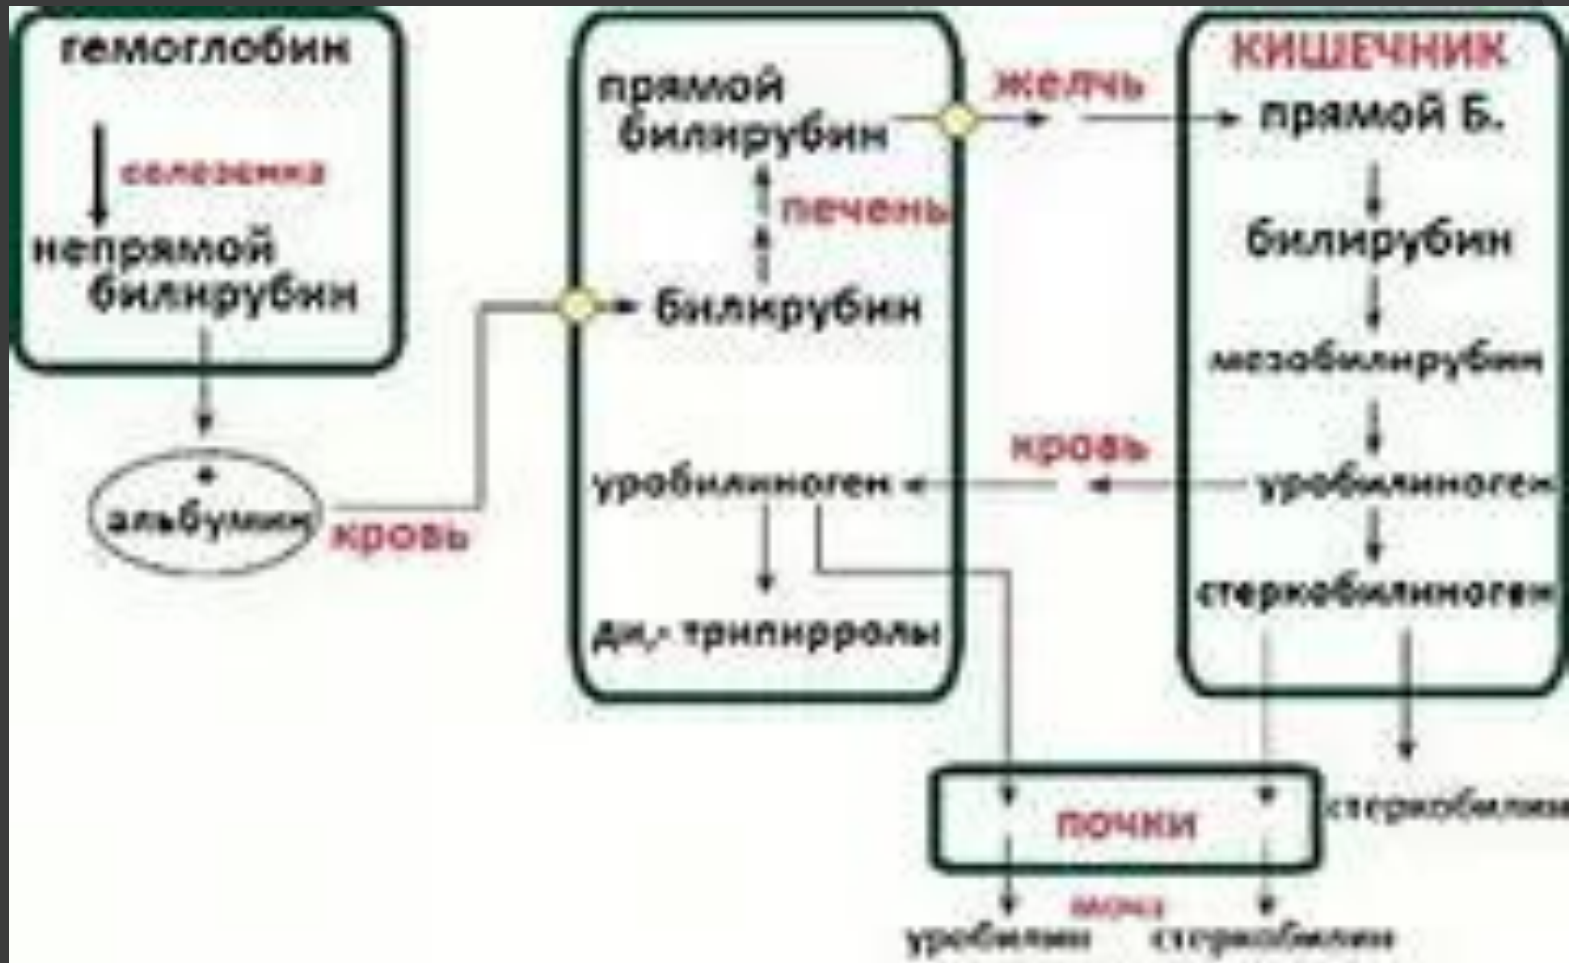 гемоглобин
селезенка
непрямой
билирубин
альбумин
кровь
прямой
билирубин
печень
билирубин
уробилиноген
ди,- трипирролы
желчь
кровь
КИШЕЧНИК
прямой Б.
билирубин
мезобилирубин
уробилиноген
стеркобилиноген
стеркобилин
почки
моча
уробилин стеркобилин